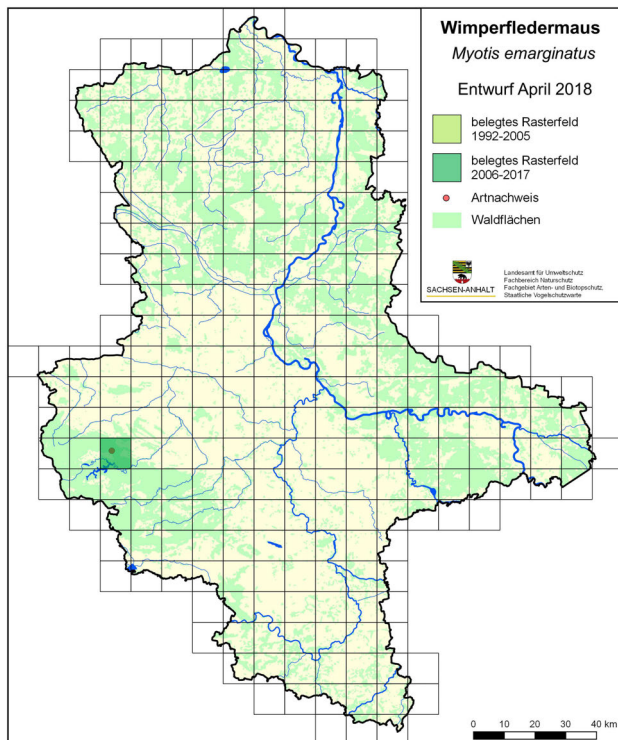 Wimperfledermaus
Myotis emarginatus
Entwurf April 2018
belegtes Rasterfeld
1992-2005
belegtes Rasterfeld
2006-2017
Artnachweis
Waldflächen
SACHSEN-ANHALT
Landesamt für Umweltschutz
Fachbereich Naturschutz
Fachgebiet Arten- und Biotopschutz,
Staatliche Vogelschutzwarte
0 10 20 30 40
km